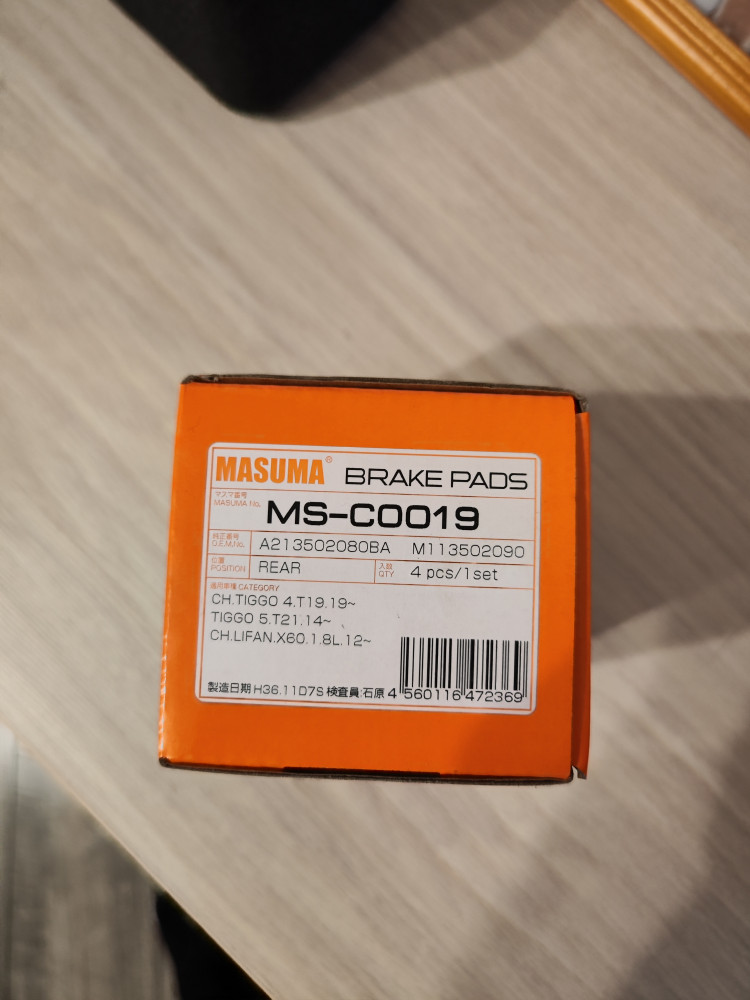 MASUMA® BRAKE PADS
マスマ番号
MASUMA No.
MS-C0019
純正番号
O.E.M.No.
A213502080BA M113502090
位置
POSITION
REAR
入数
QTY
4 pcs/1set
適用車種 CATEGORY
CH.TIGGO 4.T19.19~
TIGGO 5.T21.14~
CH.LIFAN.X60.1.8L.12~
製造日期 H36.11D7S 検査員:石原
4 560116 472369